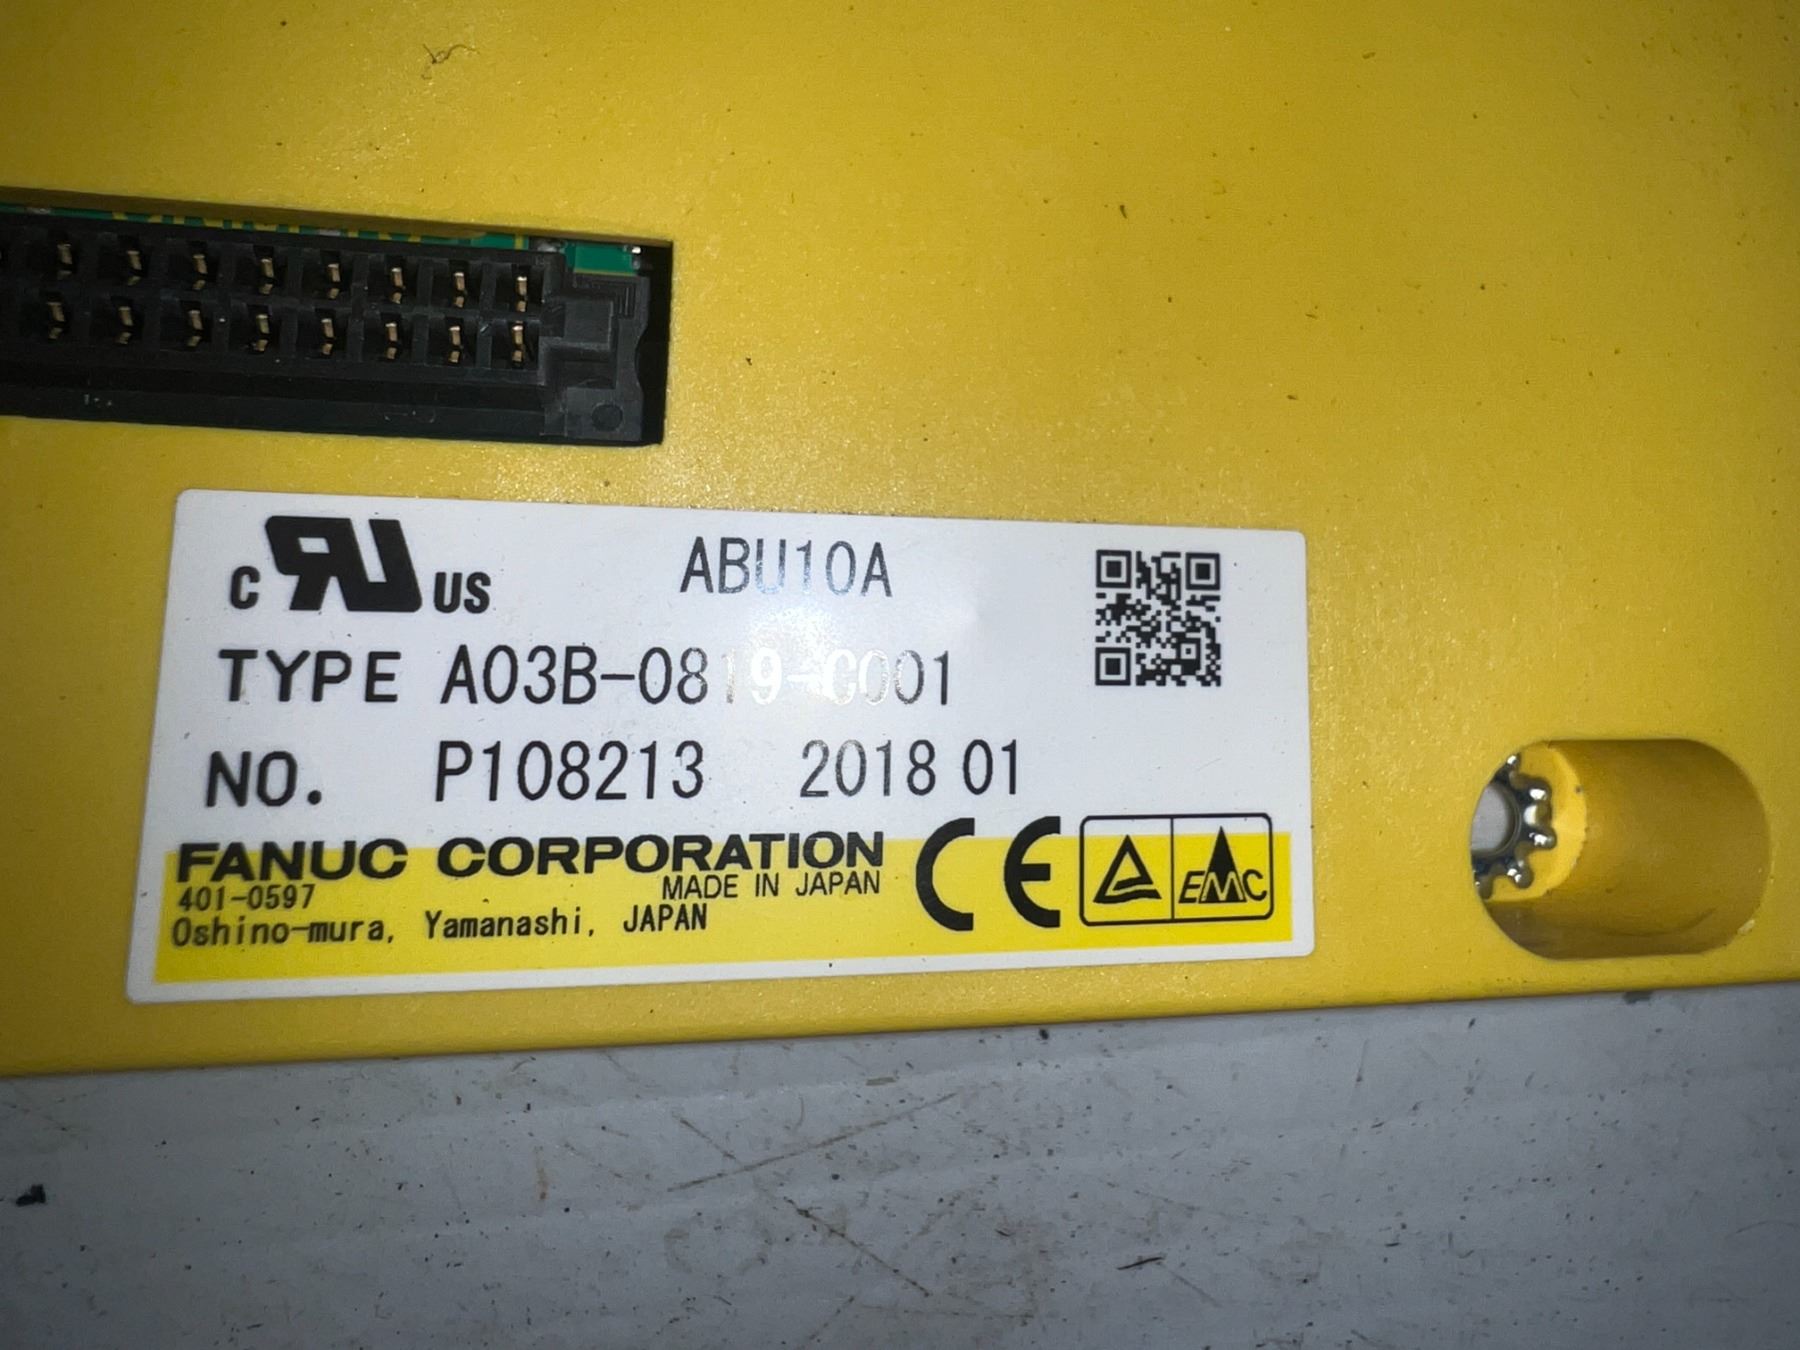 c RU US ABU10A
TYPE A03B-0819-C001
NO. P108213 2018 01
FANUC CORPORATION
401-0597 MADE IN JAPAN
Oshino-mura, Yamanashi, JAPAN
CE EMC